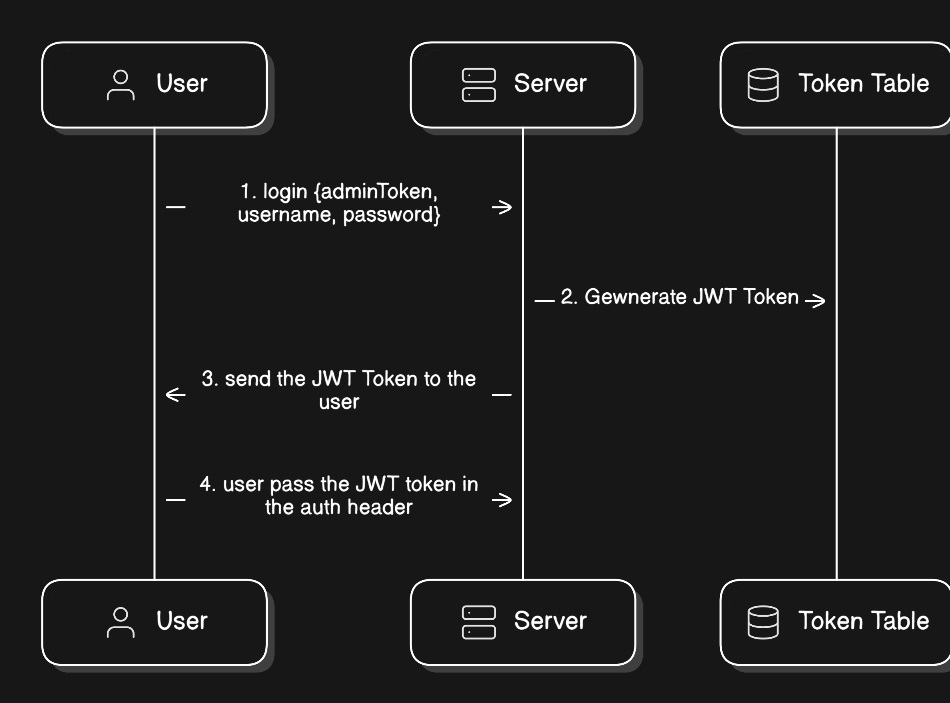 User
Server
Token Table
1. login {adminToken,
username, password}
2. Gewnerate JWT Token
3. send the JWT Token to the
user
4. user pass the JWT token in
the auth header
User
Server
Token Table